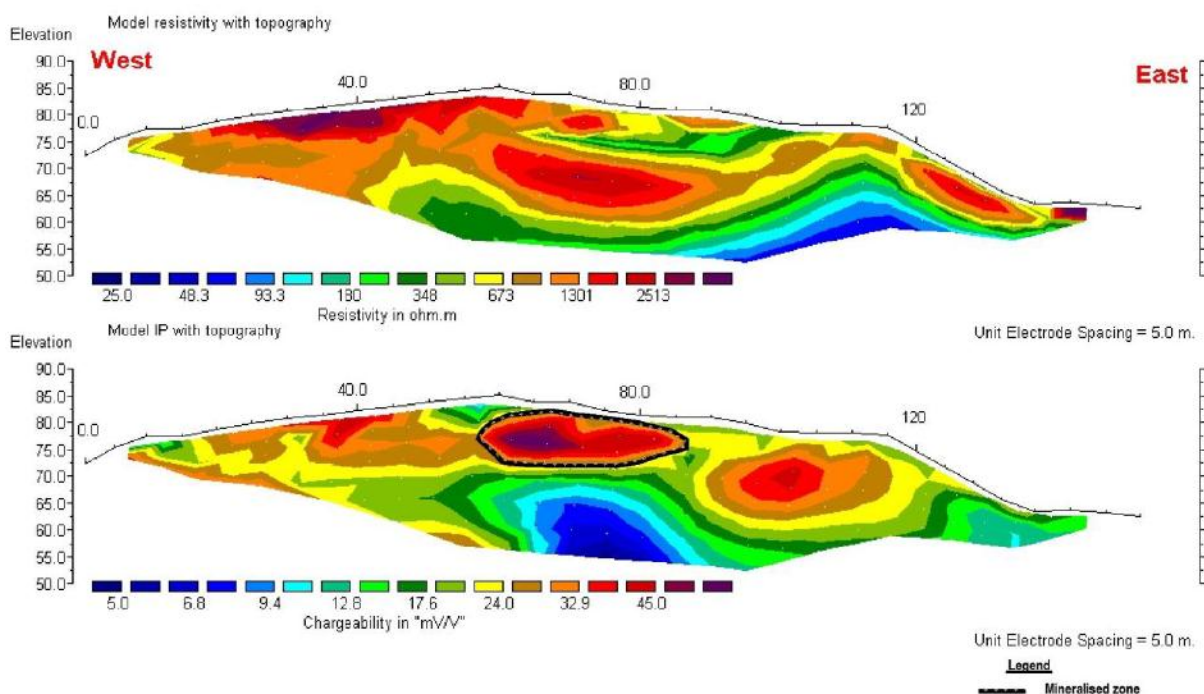 Model resistivity with topography
Elevation
90.0
West
East
85.0
80.0
40.0
80.0
75.0
0.0
120
70.0
65.0
60.0
55.0
50.0
25.0 48.3 93.3 180 348 673 1301 2513
Resistivity in ohm.m
Model IP with topography
Unit Electrode Spacing = 5.0 m.
Elevation
90.0
85.0
80.0
40.0
80.0
75.0
0.0
120
70.0
65.0
60.0
55.0
50.0
5.0 6.8 9.4 12.8 17.6 24.0 32.9 45.0
Chargeability in "mV/V"
Unit Electrode Spacing = 5.0 m.
Legend
Mineralised zone